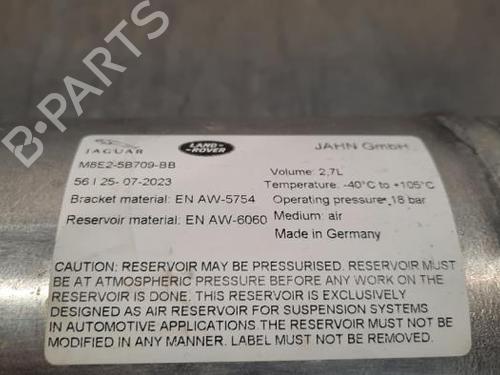 JAGUAR
LAND ROVER
JAHN GmbH
M8E2-5B709-BB
56 I 25- 07-2023
Bracket material: EN AW-5754
Reservoir material: EN AW-6060
Volume: 2,7L
Temperature: -40°C to +105°C
Operating pressure: 18 bar
Medium: air
Made in Germany
CAUTION: RESERVOIR MAY BE PRESSURISED. RESERVOIR MUST
BE AT ATMOSPHERIC PRESSURE BEFORE ANY WORK ON THE
RESERVOIR IS DONE. THIS RESERVOIR IS EXCLUSIVELY
DESIGNED AS AIR RESERVOIR FOR SUSPENSION SYSTEMS
IN AUTOMOTIVE APPLICATIONS THE RESERVOIR MUST NOT BE
MODIFIED IN ANY MANNER. LABEL MUST NOT BE REMOVED.
B-PARTS